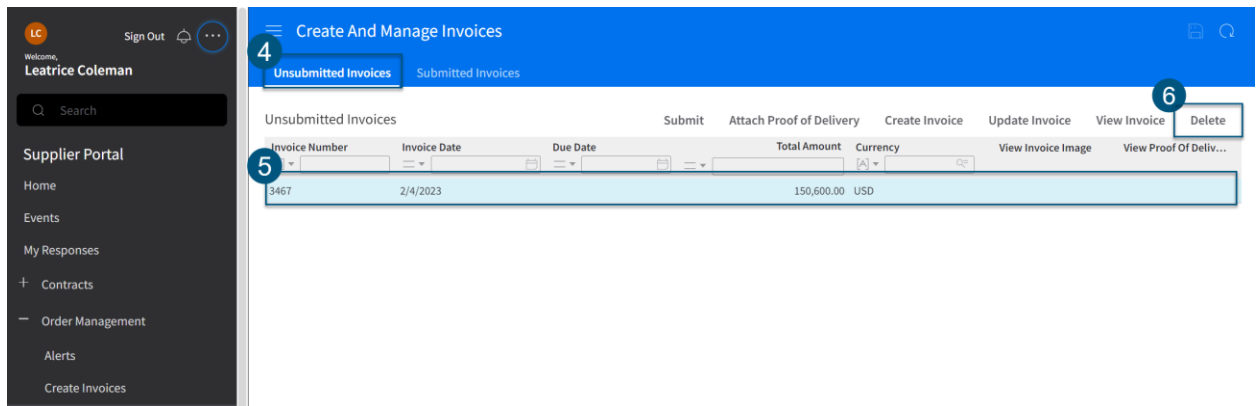 LC
Sign Out
Welcome,
Leatrice Coleman
Search
Supplier Portal
Home
Events
My Responses
+ Contracts
− Order Management
Alerts
Create Invoices
Create And Manage Invoices
4
Unsubmitted Invoices Submitted Invoices
6
Unsubmitted Invoices Submit Attach Proof of Delivery Create Invoice Update Invoice View Invoice Delete
Invoice Number Invoice Date Due Date Total Amount Currency View Invoice Image View Proof Of Deliv...
5
[A]
3467 2/4/2023 150,600.00 USD